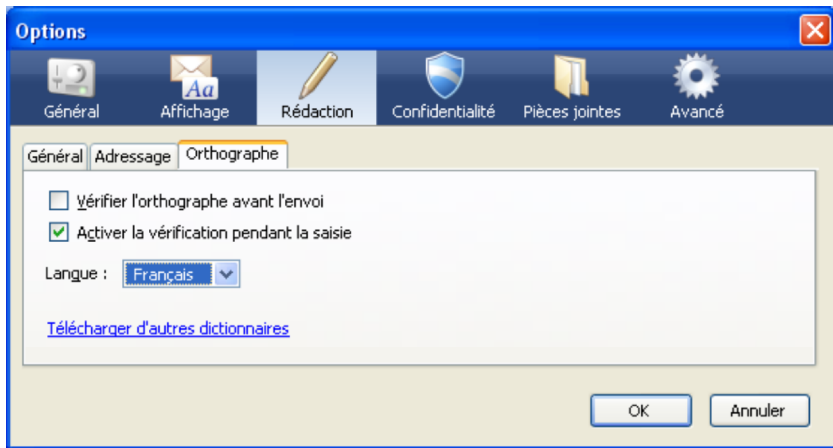 Options
Aa
Général Affichage Rédaction Confidentialité Pièces jointes Avancé
Général Adressage Orthographe
Vérifier l'orthographe avant l'envoi
Activer la vérification pendant la saisie
Langue : Français
Télécharger d'autres dictionnaires
OK Annuler